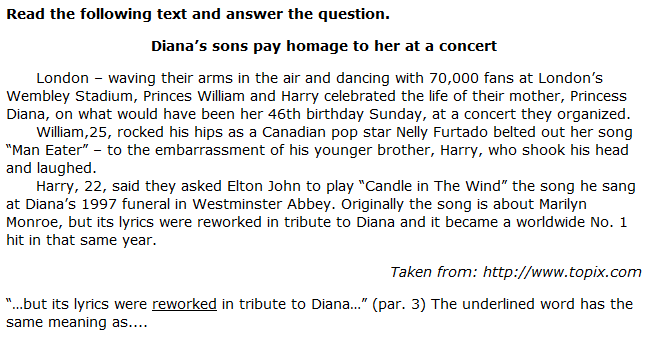 Read the following text and answer the question.
Diana’s sons pay homage to her at a concert
London – waving their arms in the air and dancing with 70,000 fans at London’s
Wembley Stadium, Princes William and Harry celebrated the life of their mother, Princess
Diana, on what would have been her 46th birthday Sunday, at a concert they organized.
William,25, rocked his hips as a Canadian pop star Nelly Furtado belted out her song
“Man Eater” – to the embarrassment of his younger brother, Harry, who shook his head
and laughed.
Harry, 22, said they asked Elton John to play “Candle in The Wind” the song he sang
at Diana’s 1997 funeral in Westminster Abbey. Originally the song is about Marilyn
Monroe, but its lyrics were reworked in tribute to Diana and it became a worldwide No. 1
hit in that same year.
Taken from: http://www.topix.com
“…but its lyrics were reworked in tribute to Diana…” (par. 3) The underlined word has the
same meaning as....